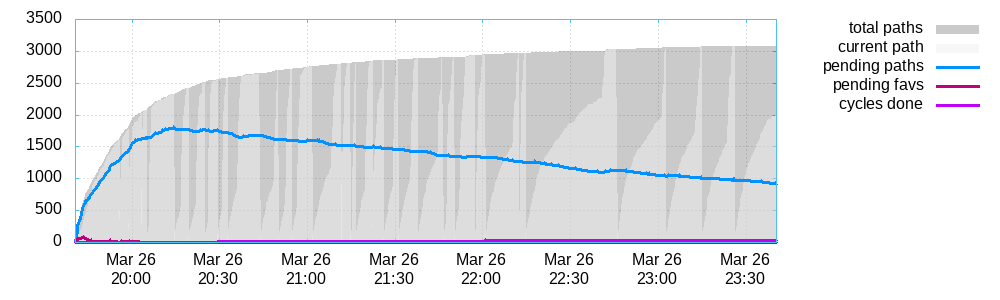 3500
3000
2500
2000
1500
1000
500
0
Mar 26 Mar 26 Mar 26 Mar 26 Mar 26 Mar 26 Mar 26 Mar 26
20:00 20:30 21:00 21:30 22:00 22:30 23:00 23:30
total paths
current path
pending paths
pending favs
cycles done